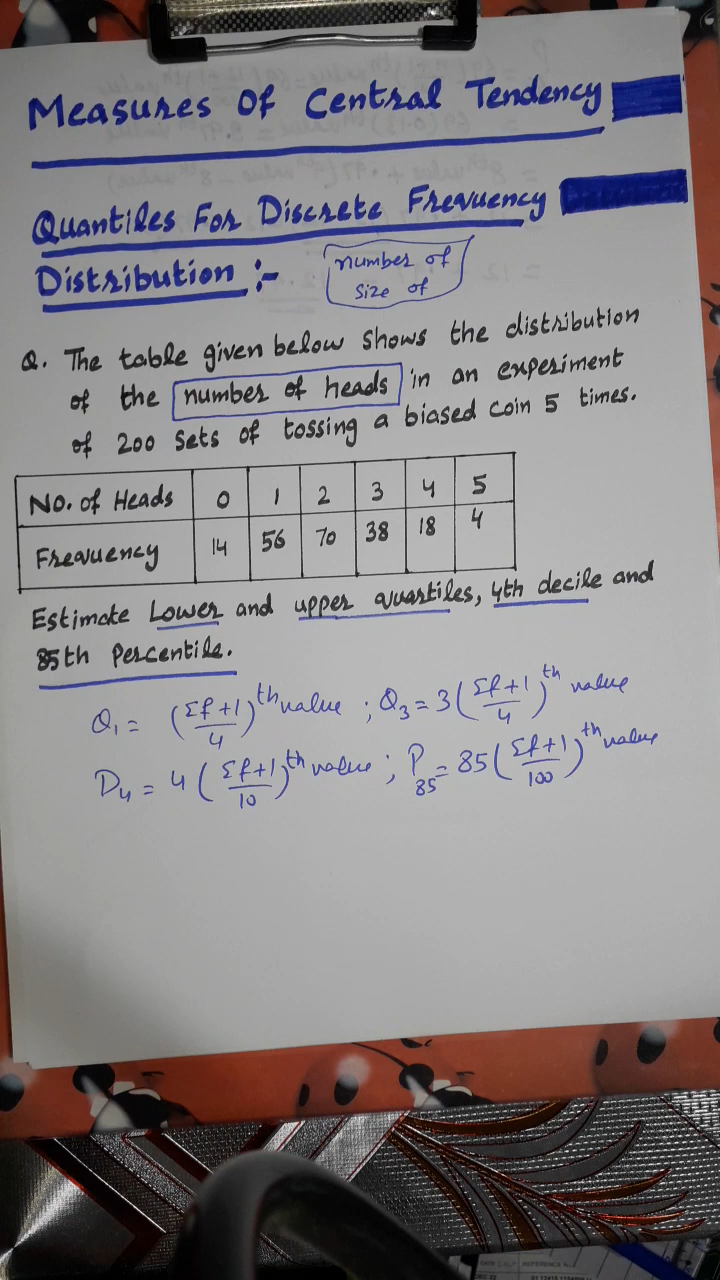 Measures Of Central Tendency
Quantiles For Discrete Frequency
Distribution :-
number of
size of
Q. The table given below shows the distribution
of the number of heads in an experiment
of 200 sets of tossing a biased coin 5 times.
No. of Heads 0 1 2 3 4 5
Frequency 14 56 70 38 18 4
Estimate Lower and upper quartiles, 4th decile and
85th Percentile.
Q₁ = (Σf+1/4)th value ; Q₃ = 3(Σf+1/4)th value
D₄ = 4(Σf+1/10)th value ; P₈₅ = 85(Σf+1/100)th value